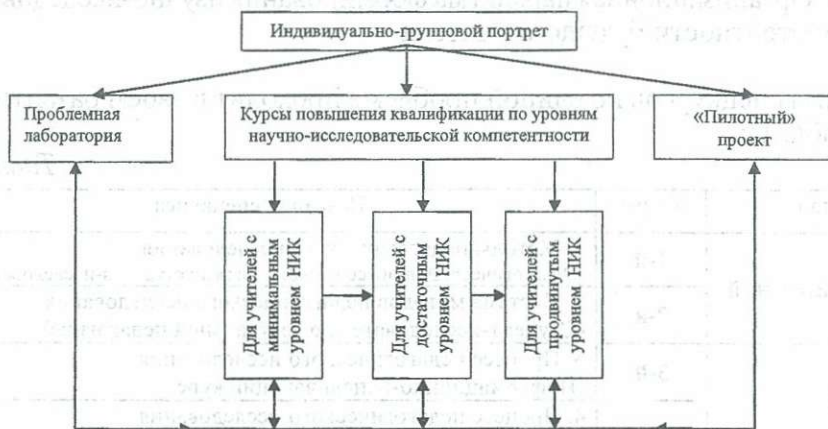 Индивидуально-групповой портрет
Проблемная
лаборатория
Курсы повышения квалификации по уровням
научно-исследовательской компетентности
«Пилотный»
проект
Для учителей с
минимальным
уровнем НИК
Для учителей с
достаточным
уровнем НИК
Для учителей с
продвинутым
уровнем НИК